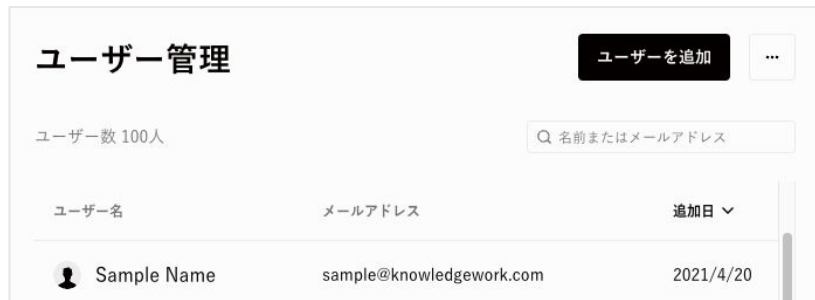 ユーザー管理
ユーザーを追加
...
ユーザー数 100人
名前またはメールアドレス
ユーザー名 メールアドレス 追加日
Sample Name sample@knowledgework.com 2021/4/20